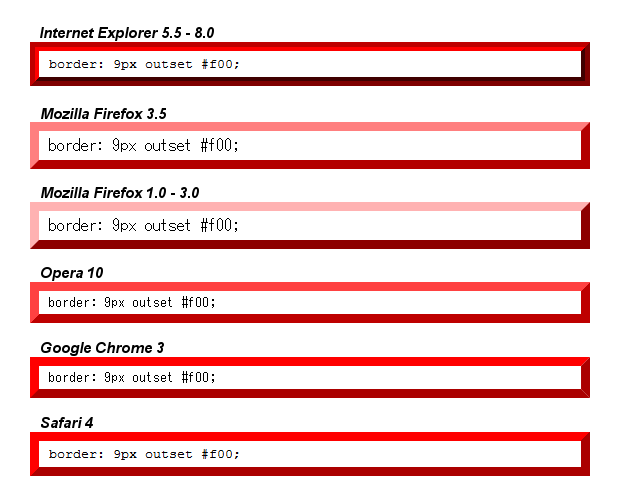 Internet Explorer 5.5 - 8.0
border: 9px outset #f00;
Mozilla Firefox 3.5
border: 9px outset #f00;
Mozilla Firefox 1.0 - 3.0
border: 9px outset #f00;
Opera 10
border: 9px outset #f00;
Google Chrome 3
border: 9px outset #f00;
Safari 4
border: 9px outset #f00;